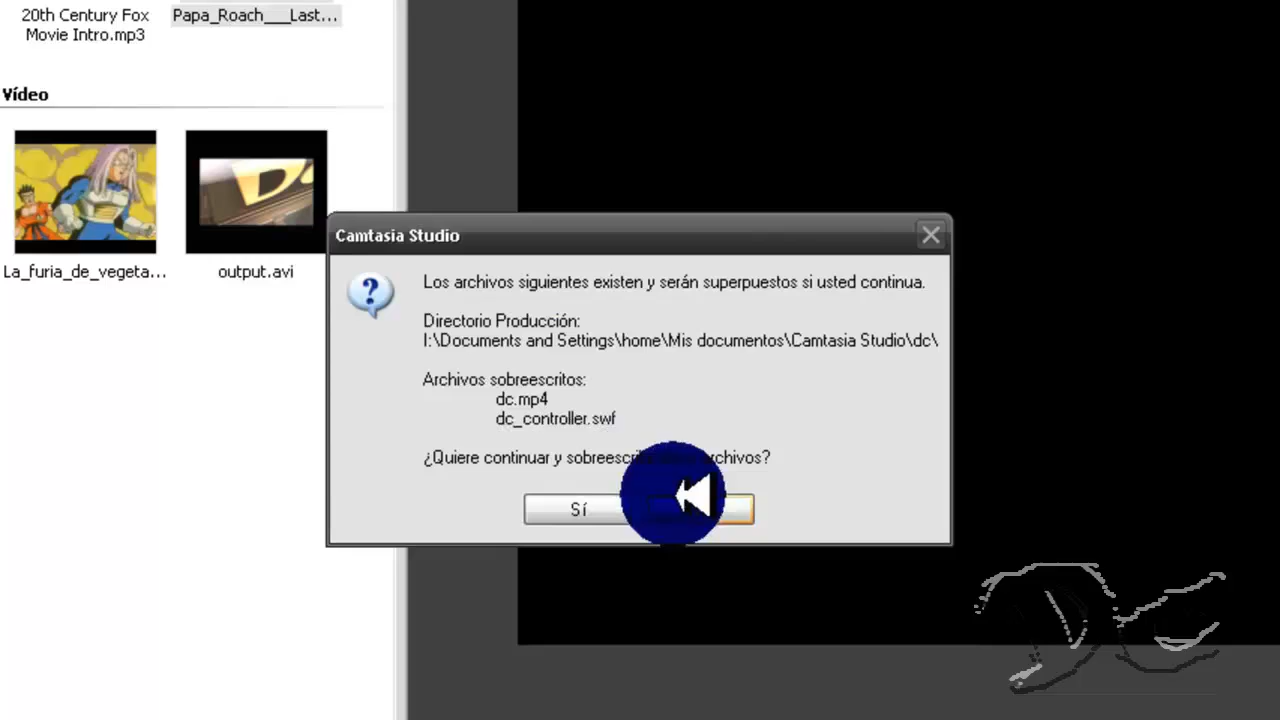 20th Century Fox
Movie Intro.mp3
Papa_Roach___Last...
Vídeo
La_furia_de_vegeta...
output.avi
Camtasia Studio
Los archivos siguientes existen y serán superpuestos si usted continua.
Directorio Producción:
I:\Documents and Settings\home\Mis documentos\Camtasia Studio\dc\
Archivos sobreescritos:
dc.mp4
dc_controller.swf
¿Quiere continuar y archivos?
Sí
DC